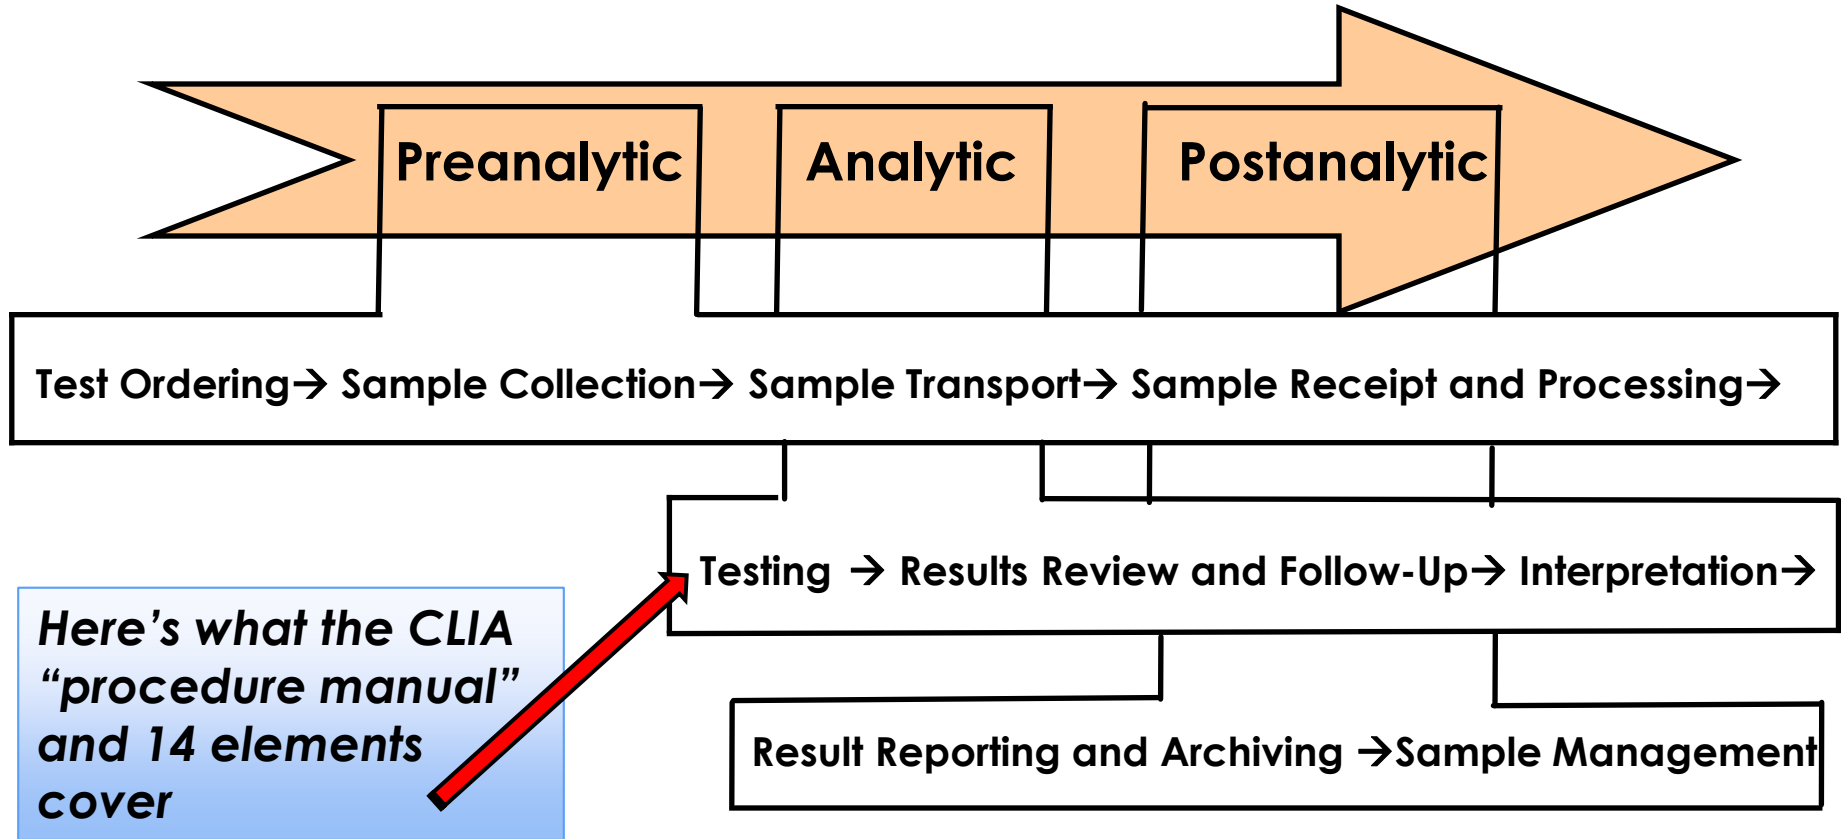 Preanalytic Analytic Postanalytic
Test Ordering→ Sample Collection→ Sample Transport→ Sample Receipt and Processing→
Testing → Results Review and Follow-Up→ Interpretation→
Here’s what the CLIA
“procedure manual”
and 14 elements
cover
Result Reporting and Archiving →Sample Management